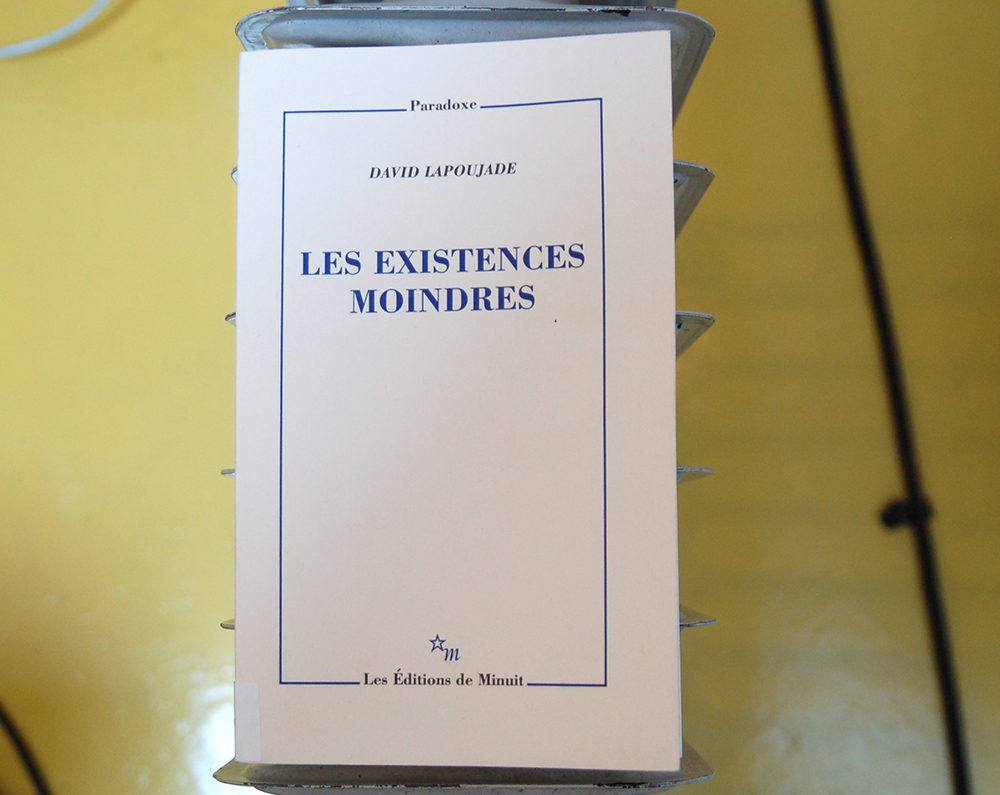 Paradoxe
DAVID LAPOUJADE
LES EXISTENCES
MOINDRES
m
Les Éditions de Minuit